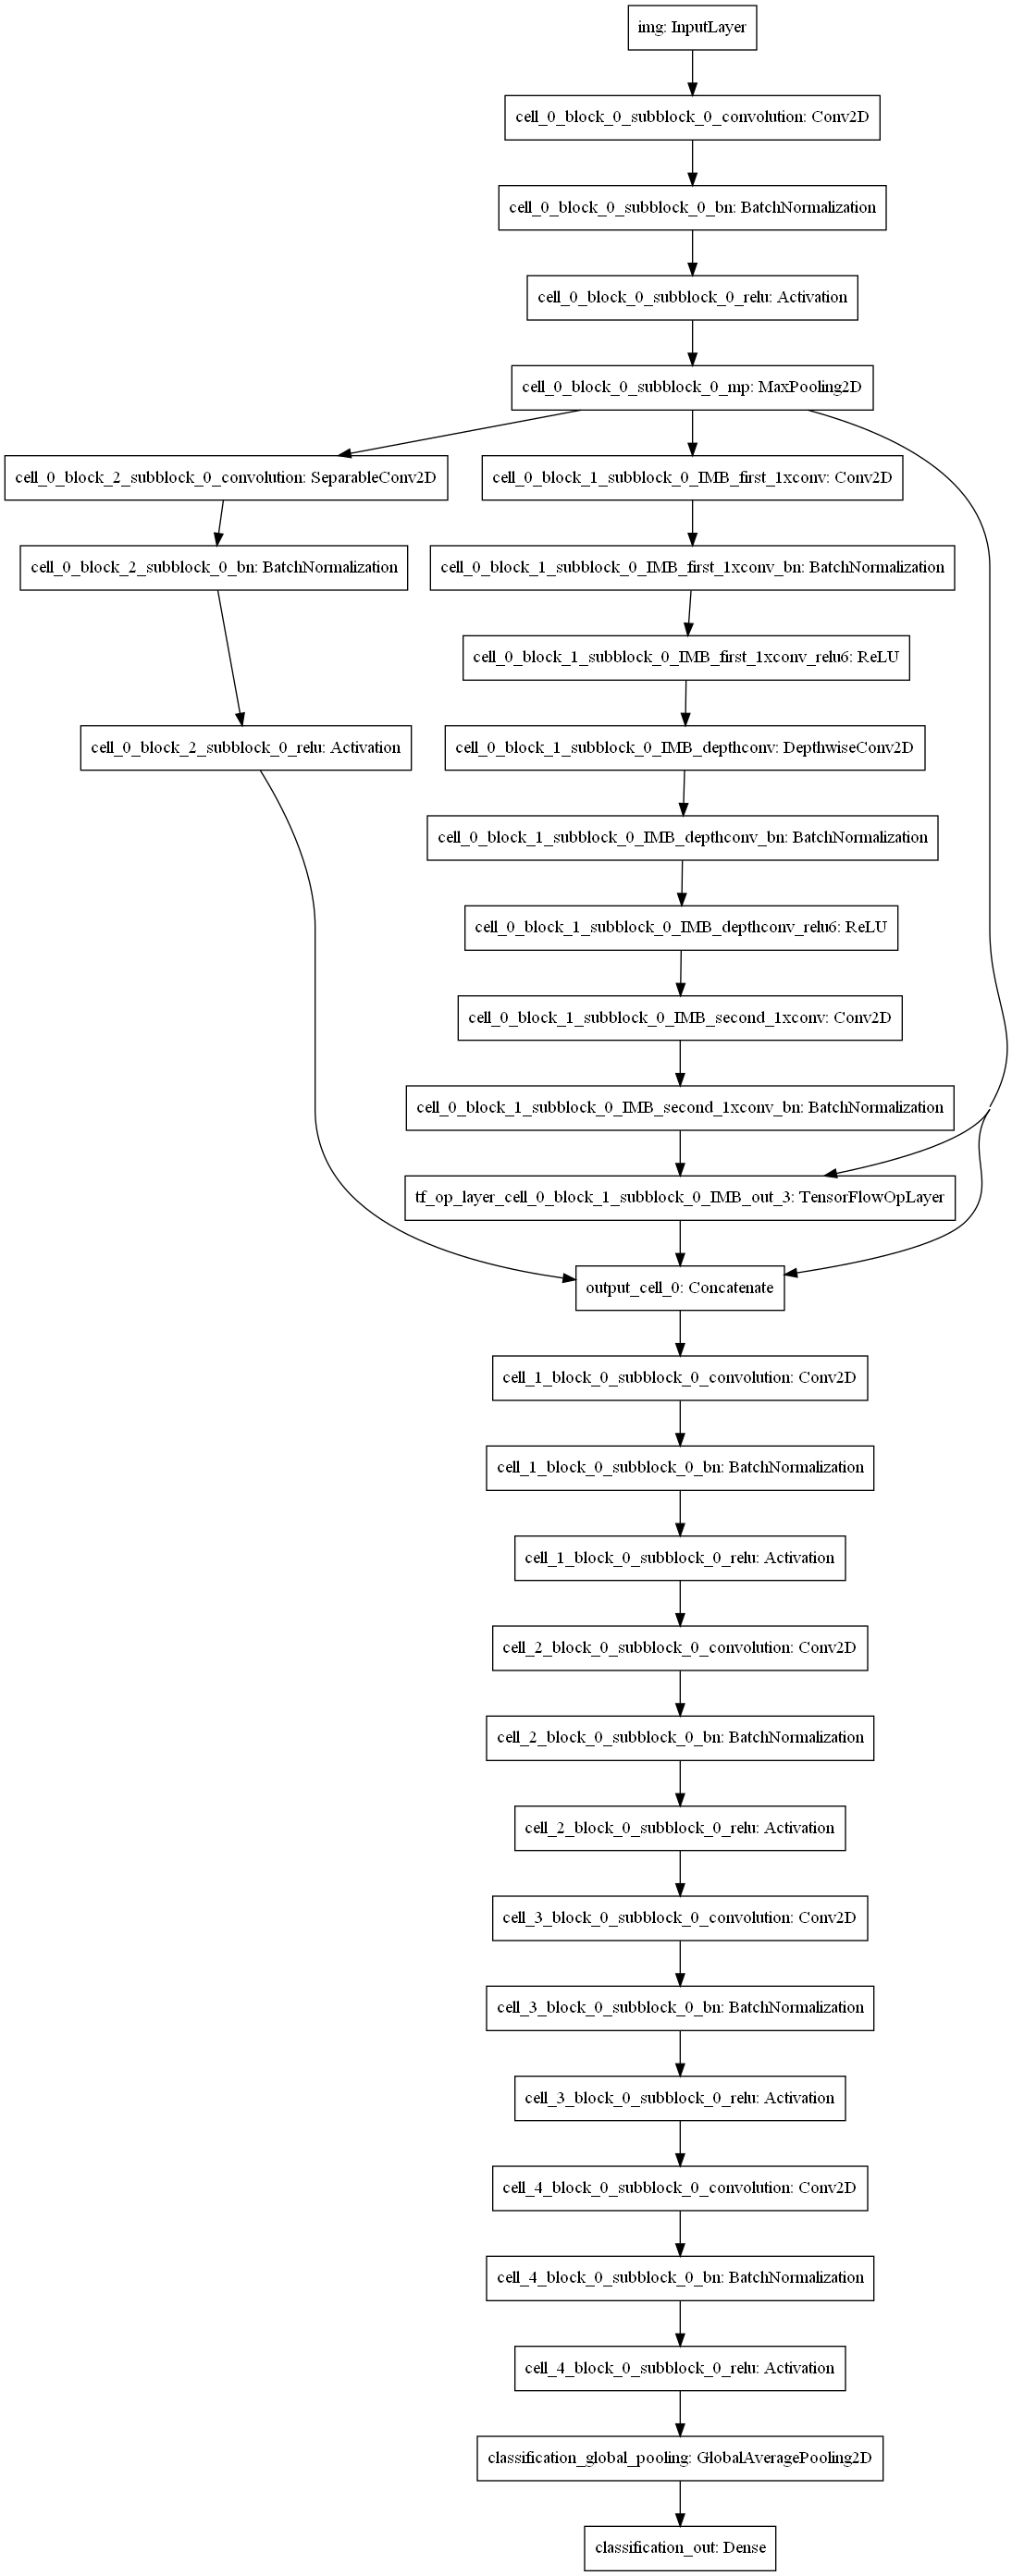 img: InputLayer
cell_0_block_0_subblock_0_convolution: Conv2D
cell_0_block_0_subblock_0_bn: BatchNormalization
cell_0_block_0_subblock_0_relu: Activation
cell_0_block_0_subblock_0_mp: MaxPooling2D
cell_0_block_2_subblock_0_convolution: SeparableConv2D
cell_0_block_1_subblock_0_IMB_first_1xconv: Conv2D
cell_0_block_2_subblock_0_bn: BatchNormalization
cell_0_block_1_subblock_0_IMB_first_1xconv_bn: BatchNormalization
cell_0_block_1_subblock_0_IMB_first_1xconv_relu6: ReLU
cell_0_block_2_subblock_0_relu: Activation
cell_0_block_1_subblock_0_IMB_depthconv: DepthwiseConv2D
cell_0_block_1_subblock_0_IMB_depthconv_bn: BatchNormalization
cell_0_block_1_subblock_0_IMB_depthconv_relu6: ReLU
cell_0_block_1_subblock_0_IMB_second_1xconv: Conv2D
cell_0_block_1_subblock_0_IMB_second_1xconv_bn: BatchNormalization
tf_op_layer_cell_0_block_1_subblock_0_IMB_out_3: TensorFlowOpLayer
output_cell_0: Concatenate
cell_1_block_0_subblock_0_convolution: Conv2D
cell_1_block_0_subblock_0_bn: BatchNormalization
cell_1_block_0_subblock_0_relu: Activation
cell_2_block_0_subblock_0_convolution: Conv2D
cell_2_block_0_subblock_0_bn: BatchNormalization
cell_2_block_0_subblock_0_relu: Activation
cell_3_block_0_subblock_0_convolution: Conv2D
cell_3_block_0_subblock_0_bn: BatchNormalization
cell_3_block_0_subblock_0_relu: Activation
cell_4_block_0_subblock_0_convolution: Conv2D
cell_4_block_0_subblock_0_bn: BatchNormalization
cell_4_block_0_subblock_0_relu: Activation
classification_global_pooling: GlobalAveragePooling2D
classification_out: Dense